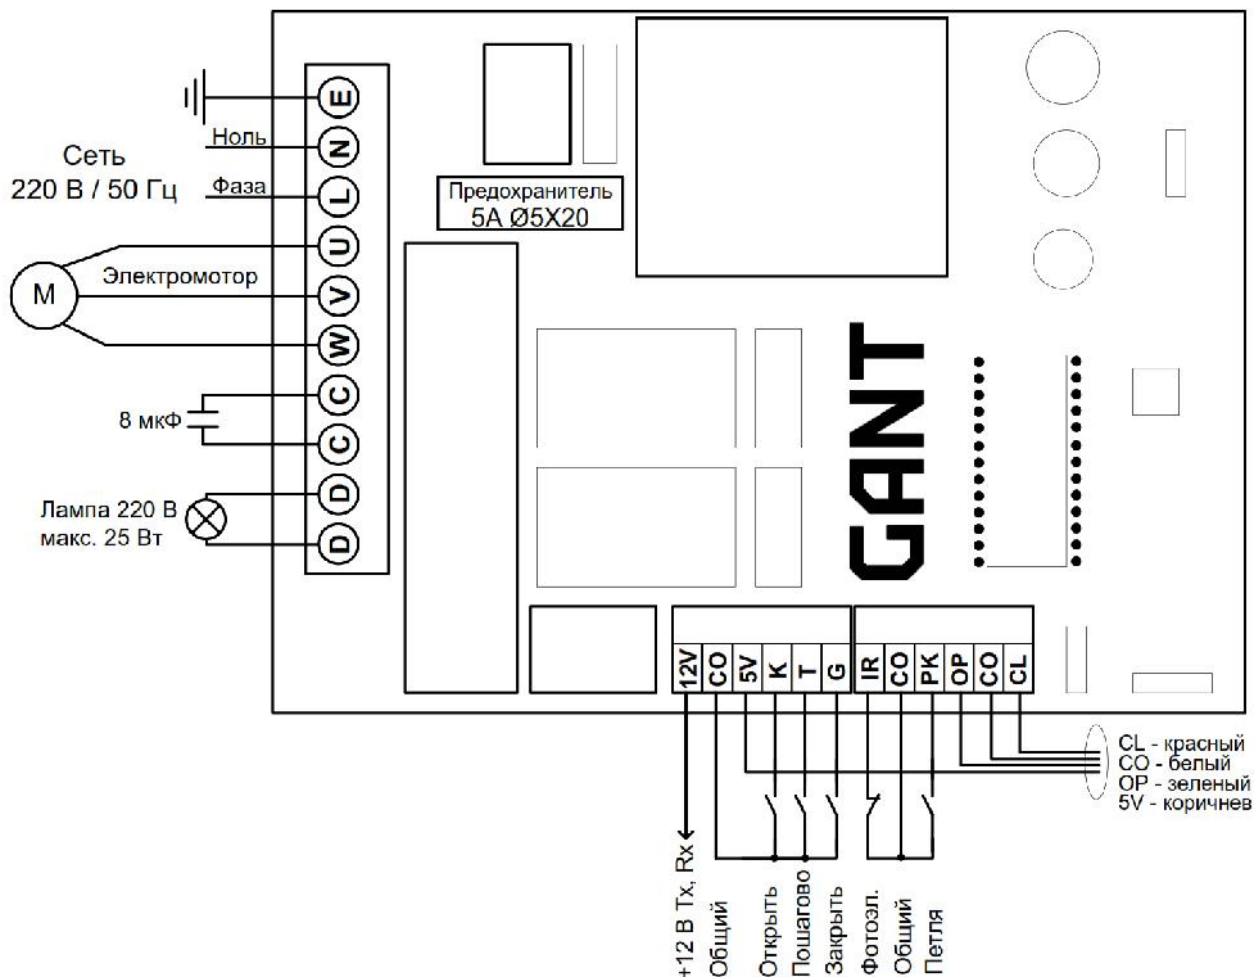 E
Ноль
N
Сеть
220 В / 50 Гц
Фаза
L
Предохранитель
5А Ø5X20
U
Электромотор
M
V
W
C
8 мкФ
C
D
Лампа 220 В
макс. 25 Вт
D
GANT
12V
CO
5V
K
T
G
IR
CO
PK
OP
CO
CL
CL - красный
CO - белый
OP - зеленый
5V - коричнев
+12 В Tx, Rx
Общий
Открыть
Пошагово
Закрыть
Фотоэл.
Общий
Петля